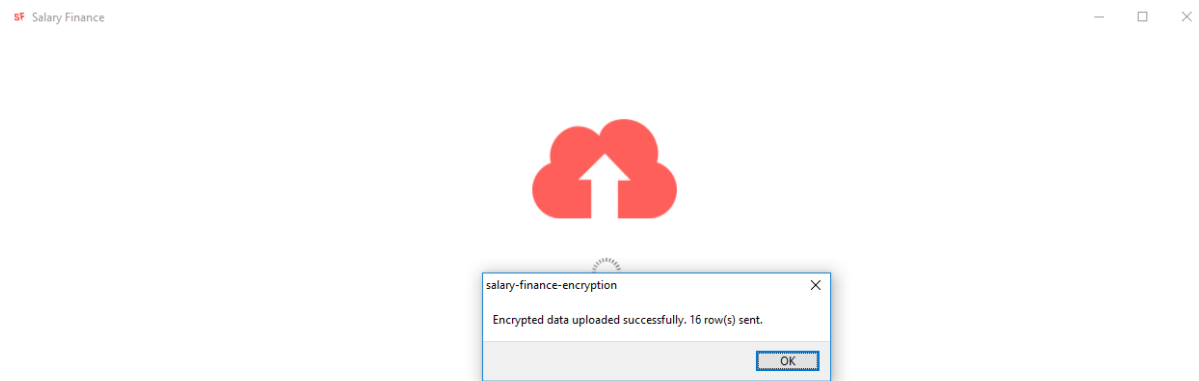 SF Salary Finance
salary-finance-encryption
Encrypted data uploaded successfully. 16 row(s) sent.
OK